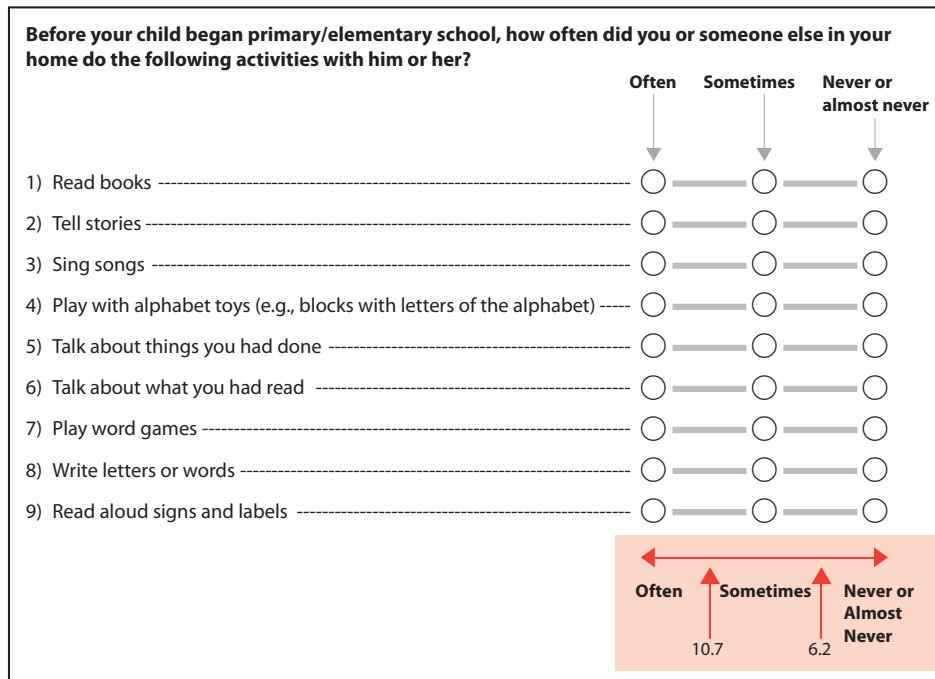 Before your child began primary/elementary school, how often did you or someone else in your
home do the following activities with him or her?
Often Sometimes Never or
almost never
1) Read books
2) Tell stories
3) Sing songs
4) Play with alphabet toys (e.g., blocks with letters of the alphabet)
5) Talk about things you had done
6) Talk about what you had read
7) Play word games
8) Write letters or words
9) Read aloud signs and labels
Often Sometimes Never or
Almost
Never
10.7 6.2